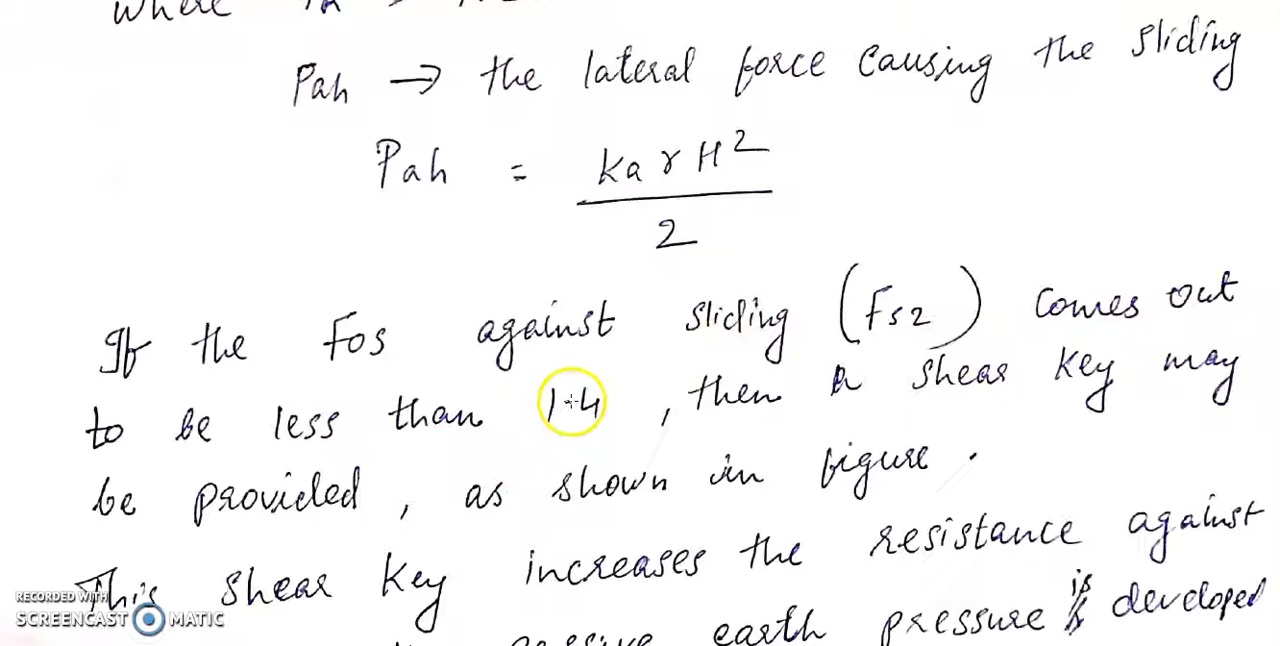 where
Pah → the lateral force causing the sliding
Pah = ka γ H²
2
If the Fos against sliding (Fs2) comes out
to be less than 1.4, then a shear key may
be provided, as shown in figure.
This shear key increases the resistance against
earth pressure is developed
RECORDED WITH
SCREENCAST MATIC